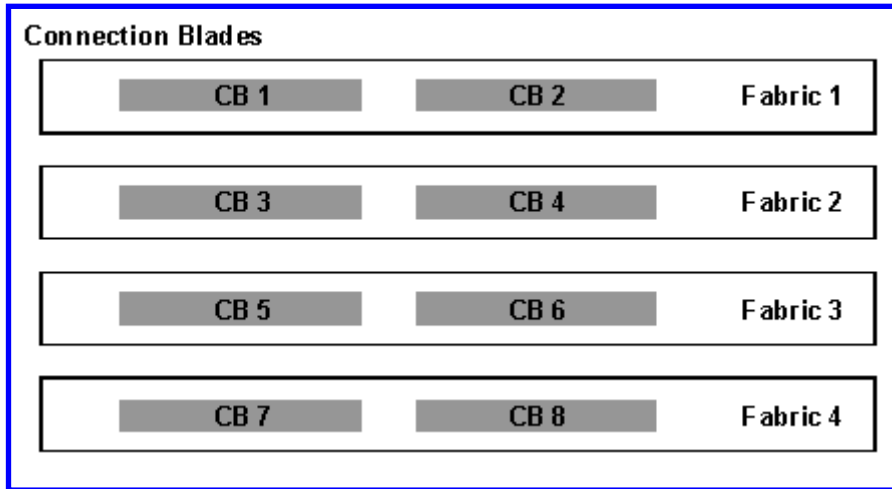 Connection Blades
CB 1 CB 2 Fabric 1
CB 3 CB 4 Fabric 2
CB 5 CB 6 Fabric 3
CB 7 CB 8 Fabric 4